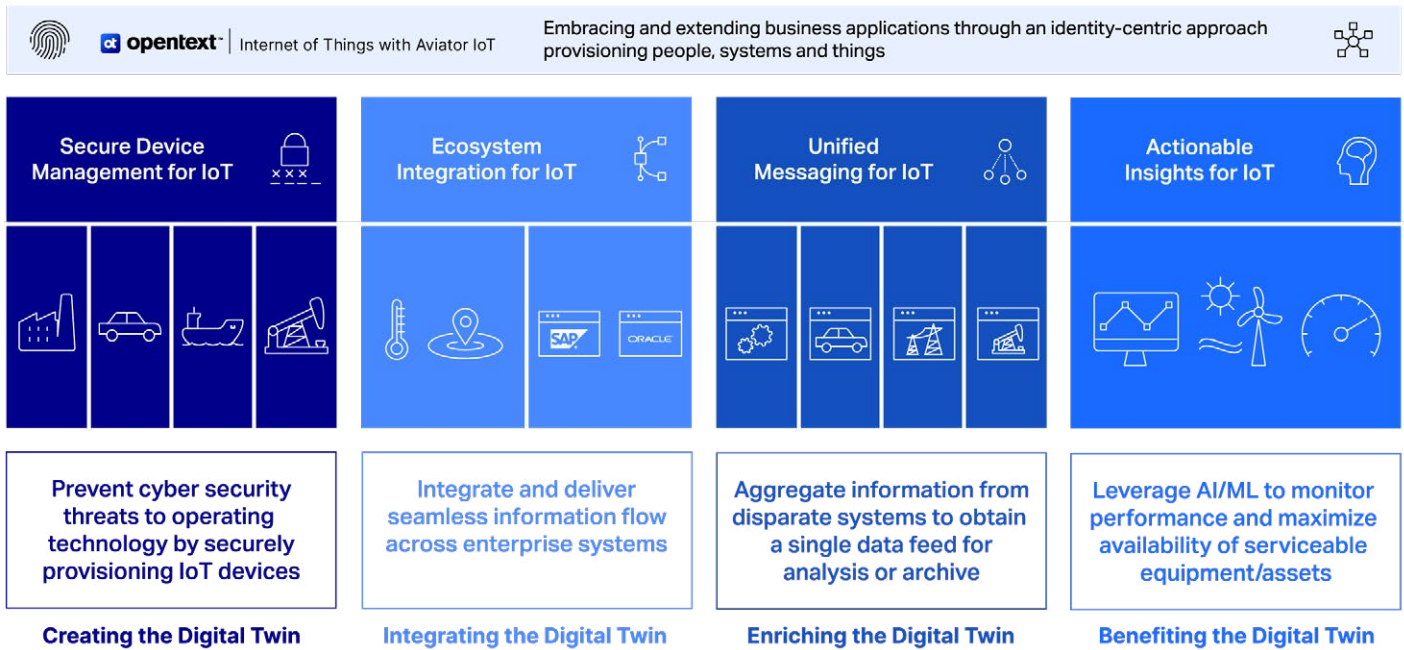 opentext™ | Internet of Things with Aviator IoT
Embracing and extending business applications through an identity-centric approach
provisioning people, systems and things
Secure Device
Management for IoT
xxx
Ecosystem
Integration for IoT
Unified
Messaging for IoT
Actionable
Insights for IoT
SAP
ORACLE
Prevent cyber security
threats to operating
technology by securely
provisioning IoT devices
Integrate and deliver
seamless information flow
across enterprise systems
Aggregate information from
disparate systems to obtain
a single data feed for
analysis or archive
Leverage AI/ML to monitor
performance and maximize
availability of serviceable
equipment/assets
Creating the Digital Twin
Integrating the Digital Twin
Enriching the Digital Twin
Benefiting the Digital Twin